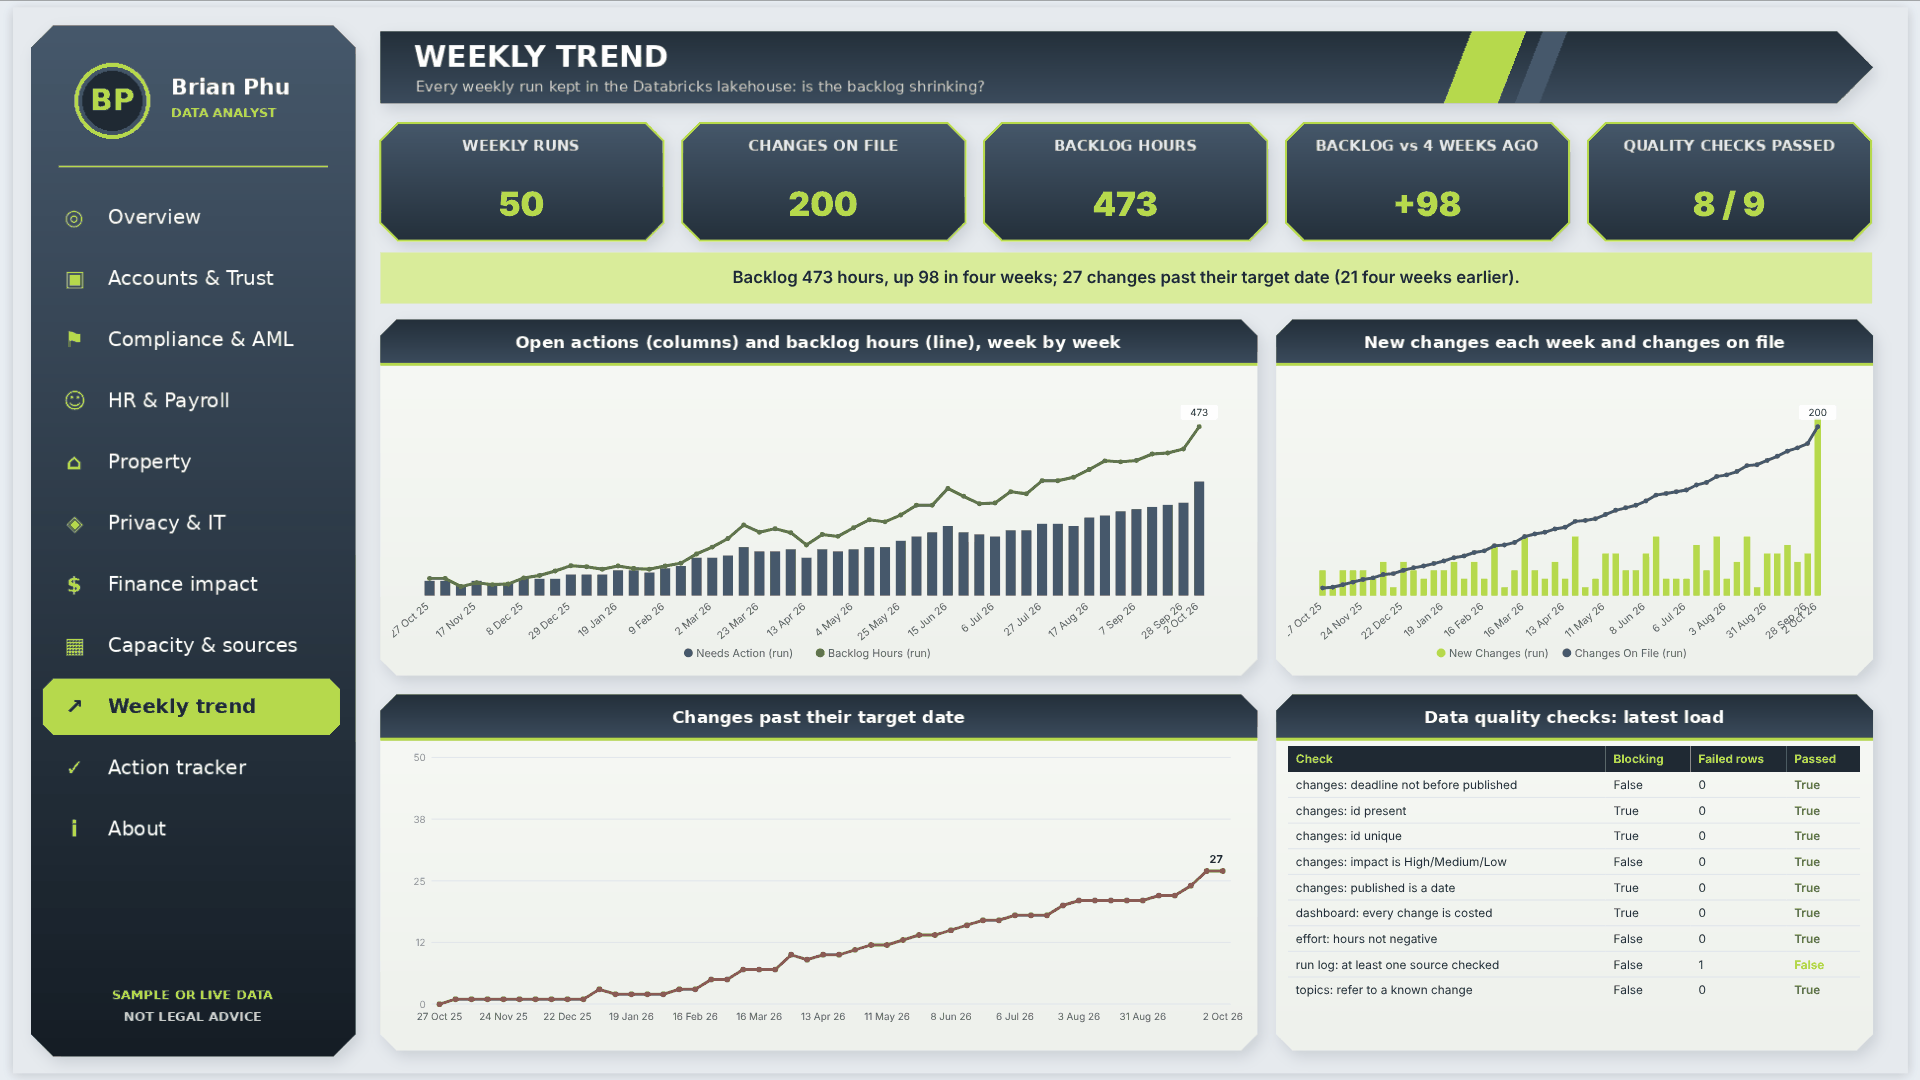 BP
Brian Phu
DATA ANALYST
Overview
Accounts & Trust
Compliance & AML
HR & Payroll
Property
Privacy & IT
$ Finance impact
Capacity & sources
Weekly trend
Action tracker
i About
SAMPLE OR LIVE DATA
NOT LEGAL ADVICE
WEEKLY TREND
Every weekly run kept in the Databricks lakehouse: is the backlog shrinking?
WEEKLY RUNS
50
CHANGES ON FILE
200
BACKLOG HOURS
473
BACKLOG vs 4 WEEKS AGO
+98
QUALITY CHECKS PASSED
8 / 9
Backlog 473 hours, up 98 in four weeks; 27 changes past their target date (21 four weeks earlier).
Open actions (columns) and backlog hours (line), week by week
473
27 Oct 25 17 Nov 25 8 Dec 25 29 Dec 25 19 Jan 26 9 Feb 26 2 Mar 26 23 Mar 26 13 Apr 26 4 May 26 25 May 26 15 Jun 26 6 Jul 26 27 Jul 26 17 Aug 26 7 Sep 26 28 Sep 26 2 Oct 26
Needs Action (run) Backlog Hours (run)
New changes each week and changes on file
200
7 Oct 25 24 Nov 25 22 Dec 25 19 Jan 26 16 Feb 26 16 Mar 26 13 Apr 26 11 May 26 8 Jun 26 6 Jul 26 3 Aug 26 31 Aug 26 28 Sep 26 2 Oct 26
New Changes (run) Changes On File (run)
Changes past their target date
50
38
25
12
0
27
27 Oct 25 24 Nov 25 22 Dec 25 19 Jan 26 16 Feb 26 16 Mar 26 13 Apr 26 11 May 26 8 Jun 26 6 Jul 26 3 Aug 26 31 Aug 26 2 Oct 26
Data quality checks: latest load
Check Blocking Failed rows Passed
changes: deadline not before published False 0 True
changes: id present True 0 True
changes: id unique True 0 True
changes: impact is High/Medium/Low False 0 True
changes: published is a date True 0 True
dashboard: every change is costed True 0 True
effort: hours not negative False 0 True
run log: at least one source checked False 1 False
topics: refer to a known change False 0 True